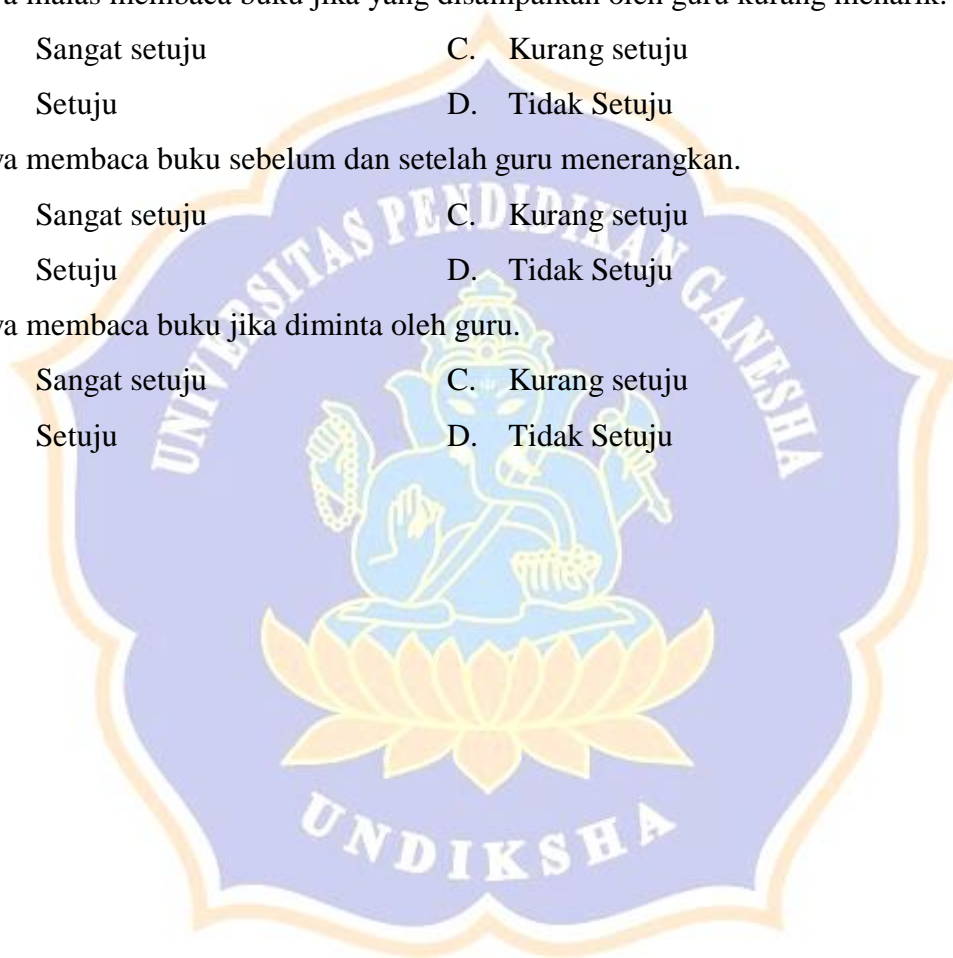 malas membaca buku jika yang disampaikan oleh guru kurang menarik.
Sangat setuju C. Kurang setuju
Setuju D. Tidak Setuju
membaca buku sebelum dan setelah guru menerangkan.
Sangat setuju C. Kurang setuju
Setuju D. Tidak Setuju
membaca buku jika diminta oleh guru.
Sangat setuju C. Kurang setuju
Setuju D. Tidak Setuju
UNIVERSITAS PENDIDIKAN GANESHA
UNDIKSHA